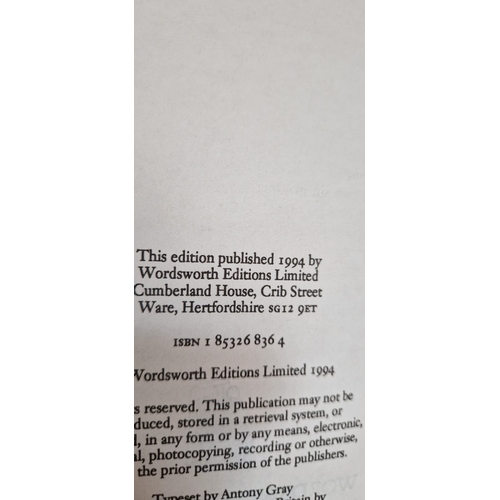 This edition published 1994 by
Wordsworth Editions Limited
Cumberland House, Crib Street
Ware, Hertfordshire SG12 9ET
ISBN 1 85326 836 4
Wordsworth Editions Limited 1994
s reserved. This publication may not be
duced, stored in a retrieval system, or
d, in any form or by any means, electronic,
al, photocopying, recording or otherwise,
the prior permission of the publishers.
Typeset by Antony Gray
Britain by